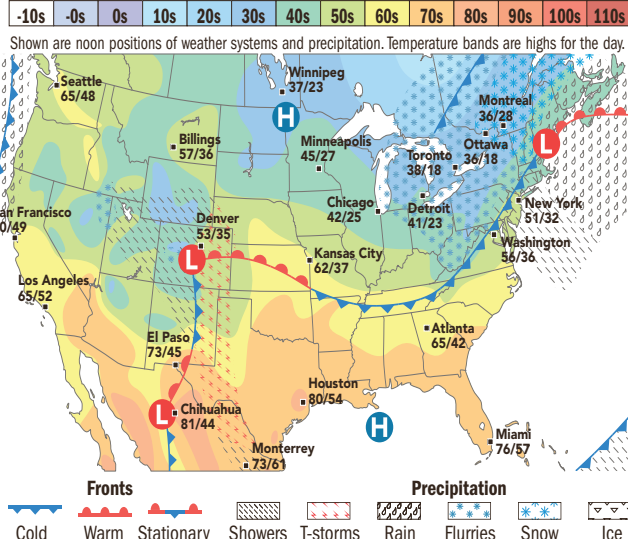 -10s -0s 0s 10s 20s 30s 40s 50s 60s 70s 80s 90s 100s 110s
Shown are noon positions of weather systems and precipitation. Temperature bands are highs for the day.
Seattle
65/48
Winnipeg
37/23
H
Billings
57/36
Minneapolis
45/27
Montreal
36/28
Ottawa
36/18
L
Toronto
38/18
Chicago
42/25
Detroit
41/23
New York
51/32
an Francisco
0/49
Denver
53/35
L
Washington
56/36
Kansas City
62/37
Los Angeles
65/52
Atlanta
65/42
El Paso
73/45
Houston
80/54
L
Chihuahua
81/44
H
Miami
76/57
Monterrey
73/61
Fronts
Precipitation
Cold Warm Stationary Showers T-storms Rain Flurries Snow Ice